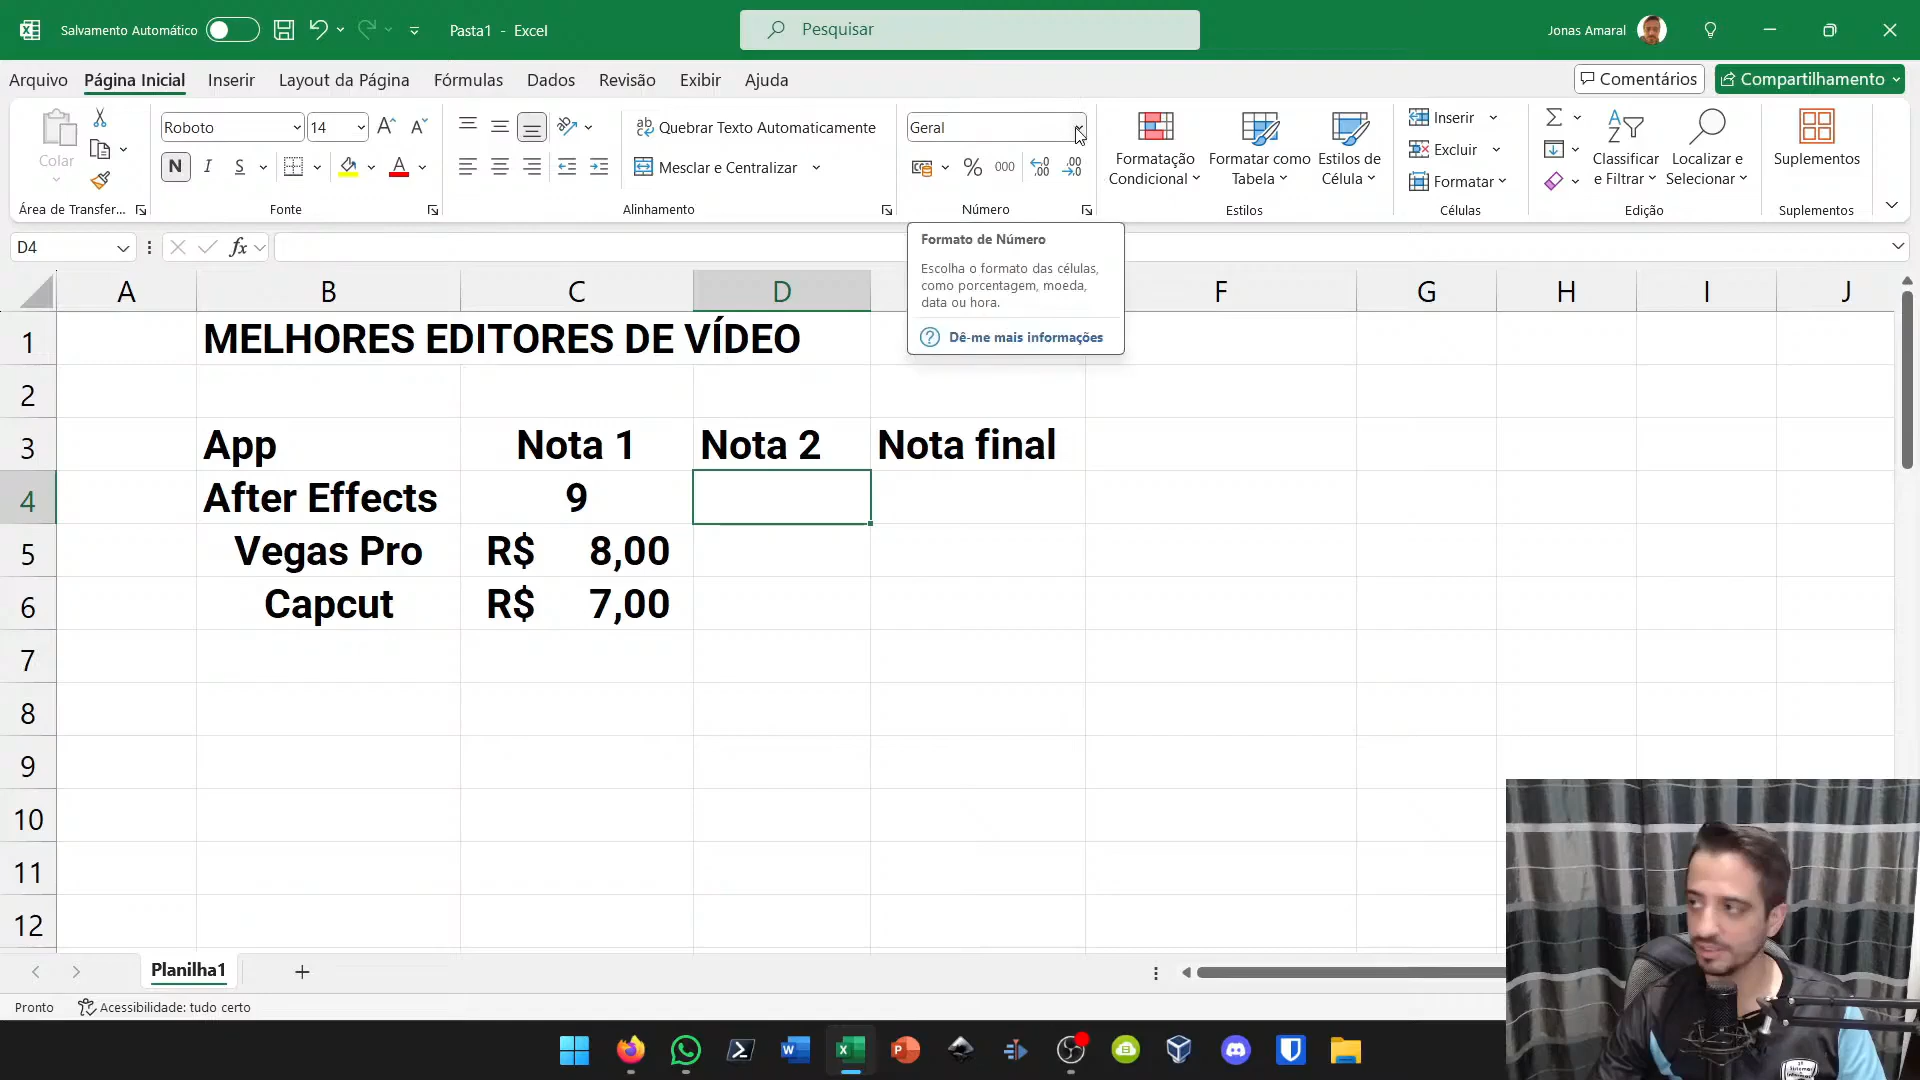 Salvamento Automático
Pasta1 - Excel
Pesquisar
Jonas Amaral
Arquivo
Página Inicial
Inserir
Layout da Página
Fórmulas
Dados
Revisão
Exibir
Ajuda
Comentários
Compartilhamento
Colar
Área de Transfer...
Roboto
14
N
I
S
Fonte
Quebrar Texto Automaticamente
Mesclar e Centralizar
Alinhamento
Geral
% 000
Número
Formatação Condicional
Formatar como Tabela
Estilos de Célula
Estilos
Inserir
Excluir
Formatar
Células
Classificar e Filtrar
Localizar e Selecionar
Edição
Suplementos
Suplementos
D4
fx
Formato de Número
Escolha o formato das células,
como porcentagem, moeda,
data ou hora.
Dê-me mais informações
A B C D F G H I J
1 MELHORES EDITORES DE VÍDEO
2
3 App Nota 1 Nota 2 Nota final
4 After Effects 9
5 Vegas Pro R$ 8,00
6 Capcut R$ 7,00
7
8
9
10
11
12
Planilha1
Pronto
Acessibilidade: tudo certo